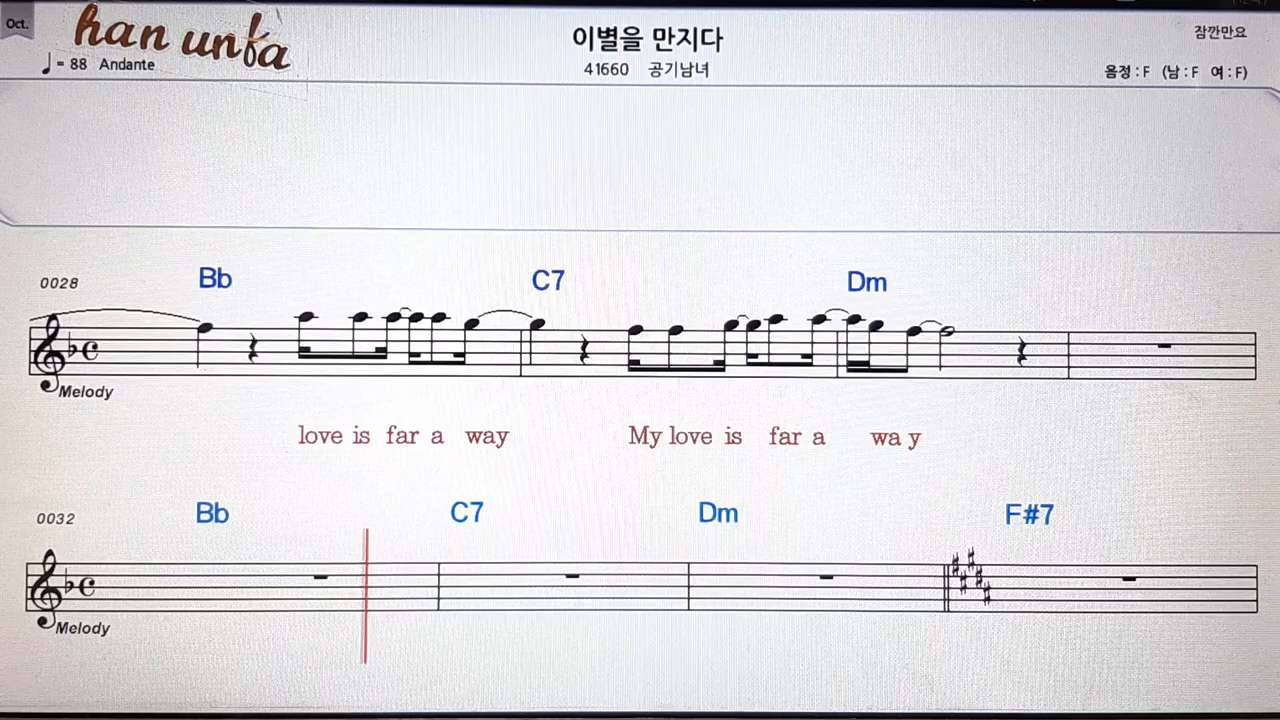 Oct.
han unfa
♩ = 88 Andante
이별을 만지다
41660 공기남녀
잠깐만요
음정 : F (남 : F 여 : F)
0028 Bb C7 Dm
Melody
love is far a way My love is far a wa y
0032 Bb C7 Dm F#7
Melody